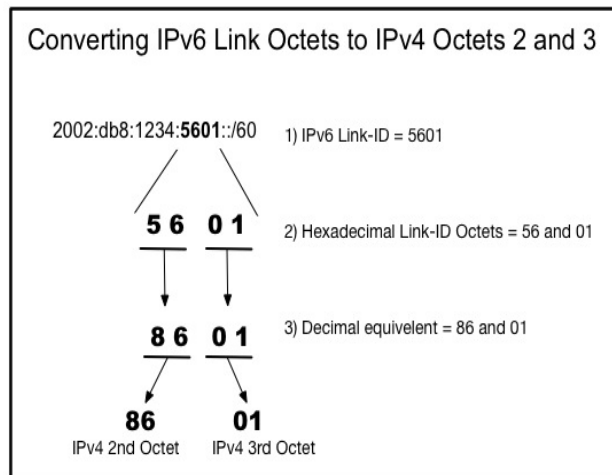 Converting IPv6 Link Octets to IPv4 Octets 2 and 3
2002:db8:1234:5601::/60
1) IPv6 Link-ID = 5601
5 6 0 1
2) Hexadecimal Link-ID Octets = 56 and 01
8 6 0 1
3) Decimal equivelent = 86 and 01
86 01
IPv4 2nd Octet IPv4 3rd Octet